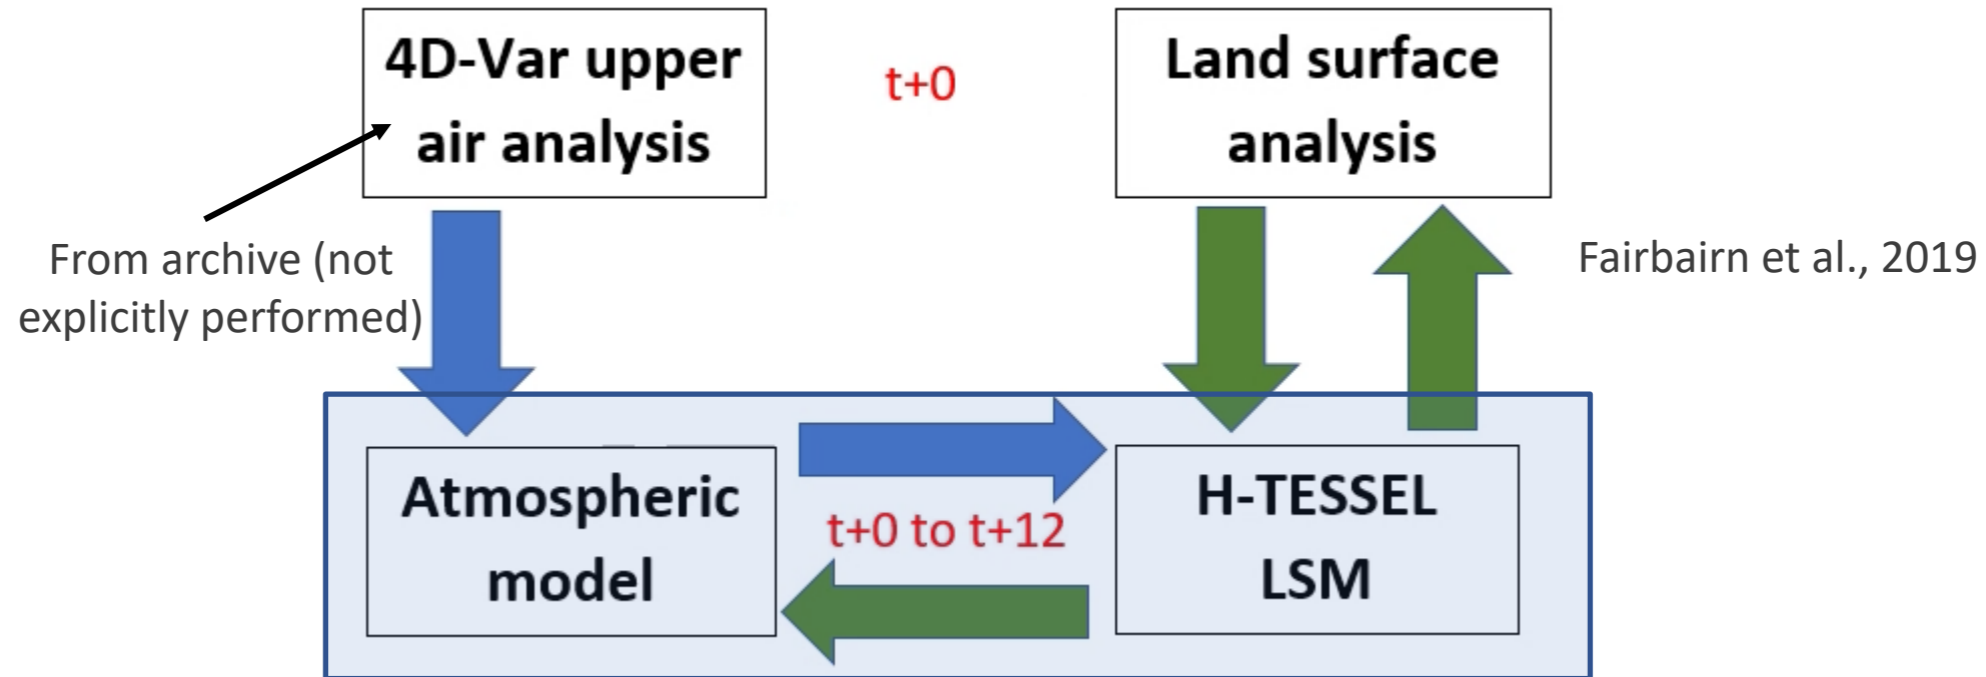 4D-Var upper
air analysis
t+0
Land surface
analysis
From archive (not
explicitly performed)
Fairbairn et al., 2019
Atmospheric
model
t+0 to t+12
H-TESSEL
LSM